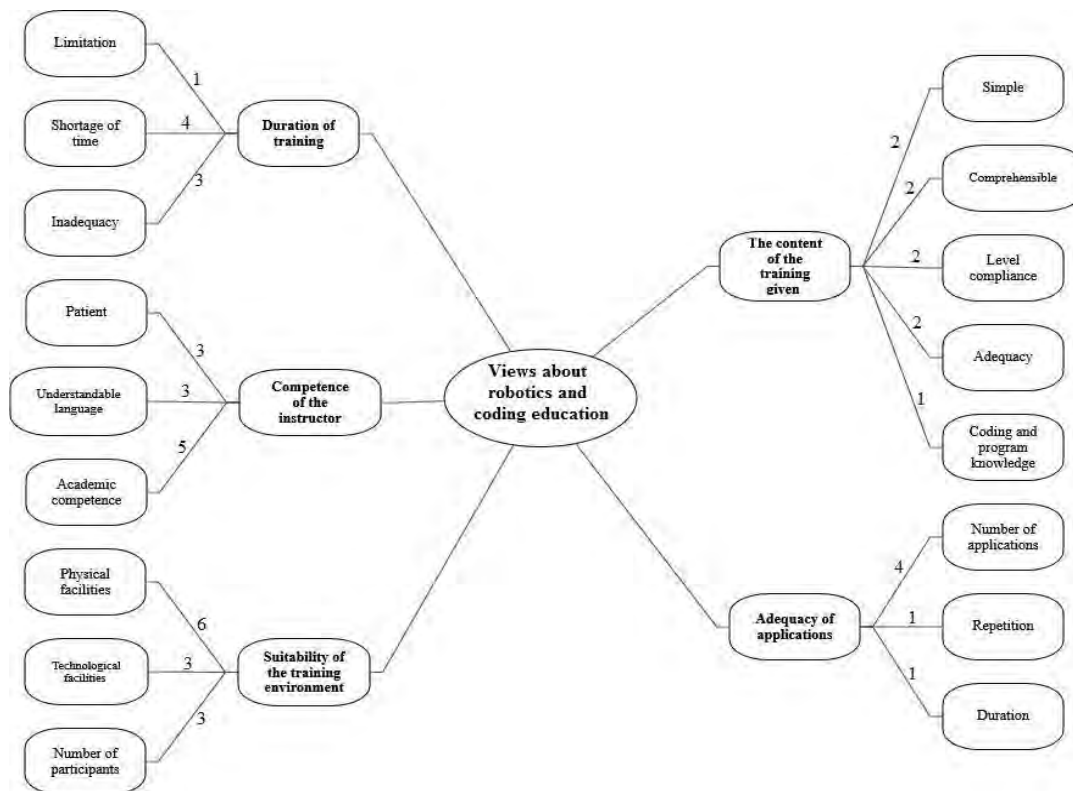 Limitation
1
Shortage of
time
4
Duration of
training
Inadequacy
3
Patient
3
Understandable
language
3
Competence
of the
instructor
Academic
competence
5
Physical
facilities
6
Technological
facilities
3
Suitability of
the training
environment
Number of
participants
3
Views about
robotics and
coding education
The content
of the
training
given
2
Simple
2
Comprehensible
2
Level
compliance
2
Adequacy
1
Coding and
program
knowledge
Adequacy of
applications
4
Number of
applications
1
Repetition
1
Duration